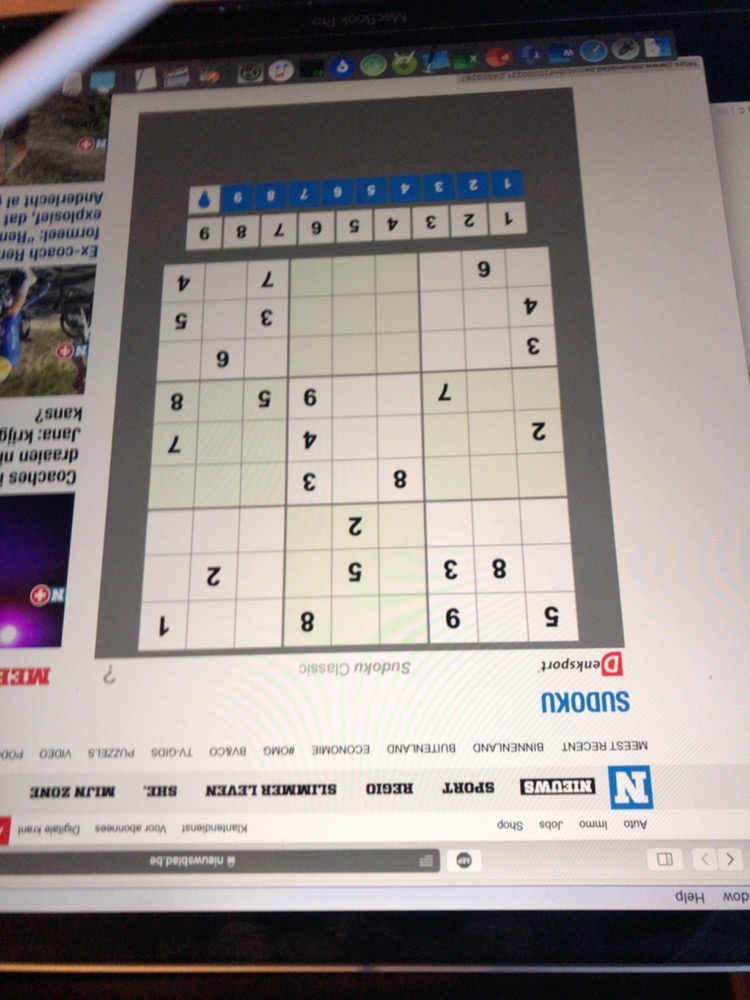 dow Help
nieuwsblad.be
ABP
Auto Immo Jobs Shop
Klantendienst Voor abonnees Digitale krant
N NIEUWS SPORT REGIO SLIMMER LEVEN SHE. MIJN ZONE
MEEST RECENT BINNENLAND BUITENLAND ECONOMIE #OMG BV&CO TV-GIDS PUZZELS VIDEO POD
SUDOKU
Denksport
Sudoku Classic
?
5 9 8 1
8 3 5 2
2
8 3
2 4 7
7 9 5 8
3 6
4 3 5
6 7 4
1 2 3 4 5 6 7 8 9
1 2 3 4 5 6 7 8 9
MEE
N
Coaches
draaien ni
Jana: krijg
kans?
N
Ex-coach Ren
formeel: "Ren
explosief, dat
Anderlecht al
N
MacBook Pro